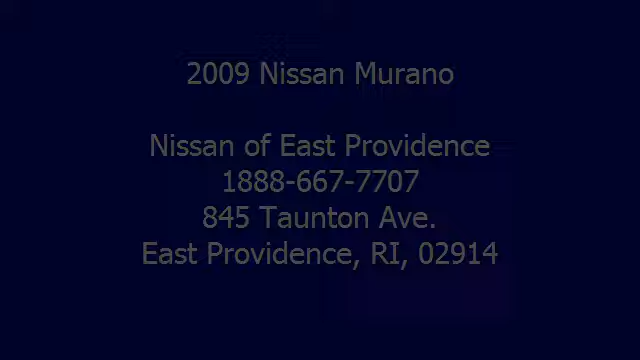 2009 Nissan Murano
Nissan of East Providence
1888-667-7707
845 Taunton Ave.
East Providence, RI, 02914